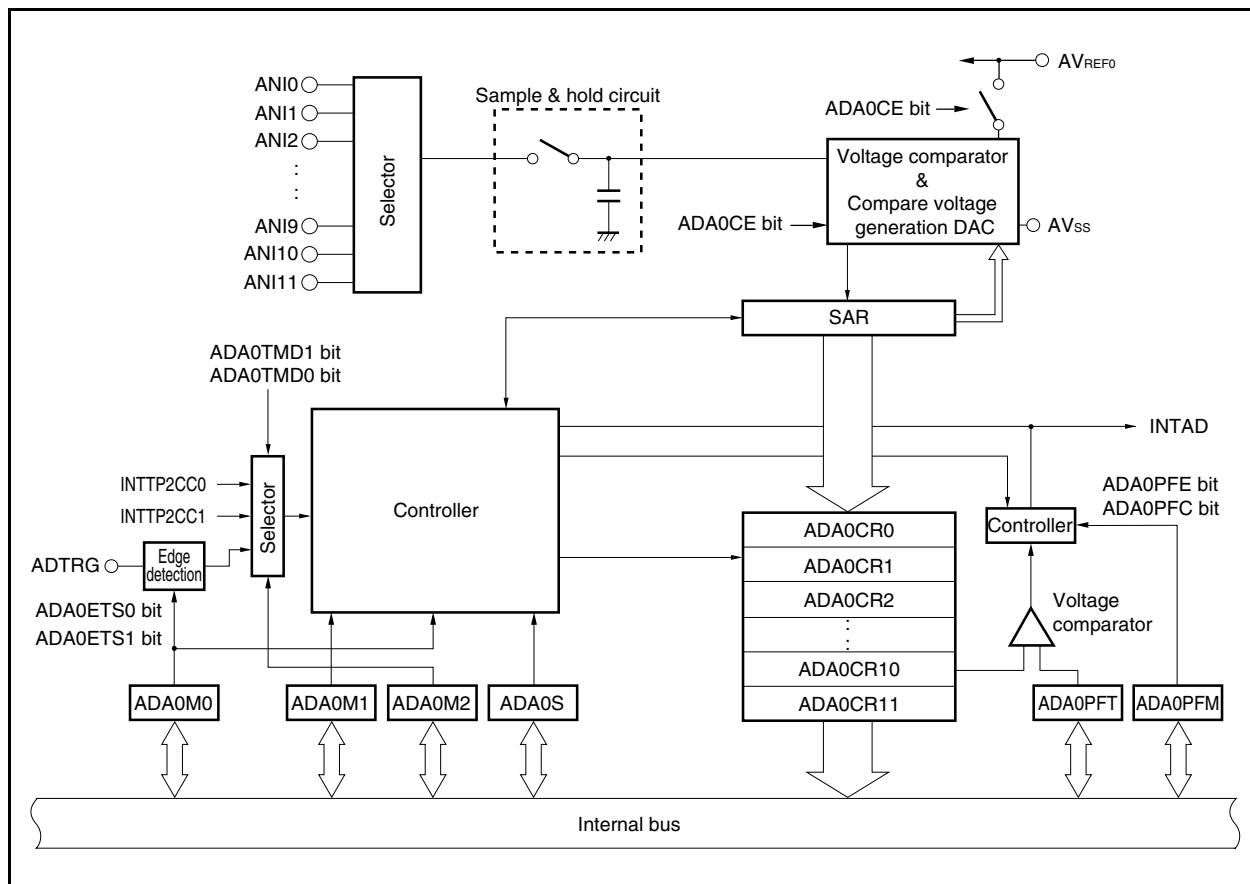 ANI0
ANI1
ANI2
ANI9
ANI10
ANI11
Selector
Sample & hold circuit
AVREF0
ADA0CE bit
Voltage comparator
&
Compare voltage
generation DAC
ADA0CE bit
AVSS
SAR
ADA0TMD1 bit
ADA0TMD0 bit
INTTP2CC0
INTTP2CC1
ADTRG
Edge
detection
Selector
Controller
INTAD
ADA0PFE bit
ADA0PFC bit
Controller
Voltage
comparator
ADA0ETS0 bit
ADA0ETS1 bit
ADA0CR0
ADA0CR1
ADA0CR2
ADA0CR10
ADA0CR11
ADA0M0
ADA0M1
ADA0M2
ADA0S
ADA0PFT
ADA0PFM
Internal bus